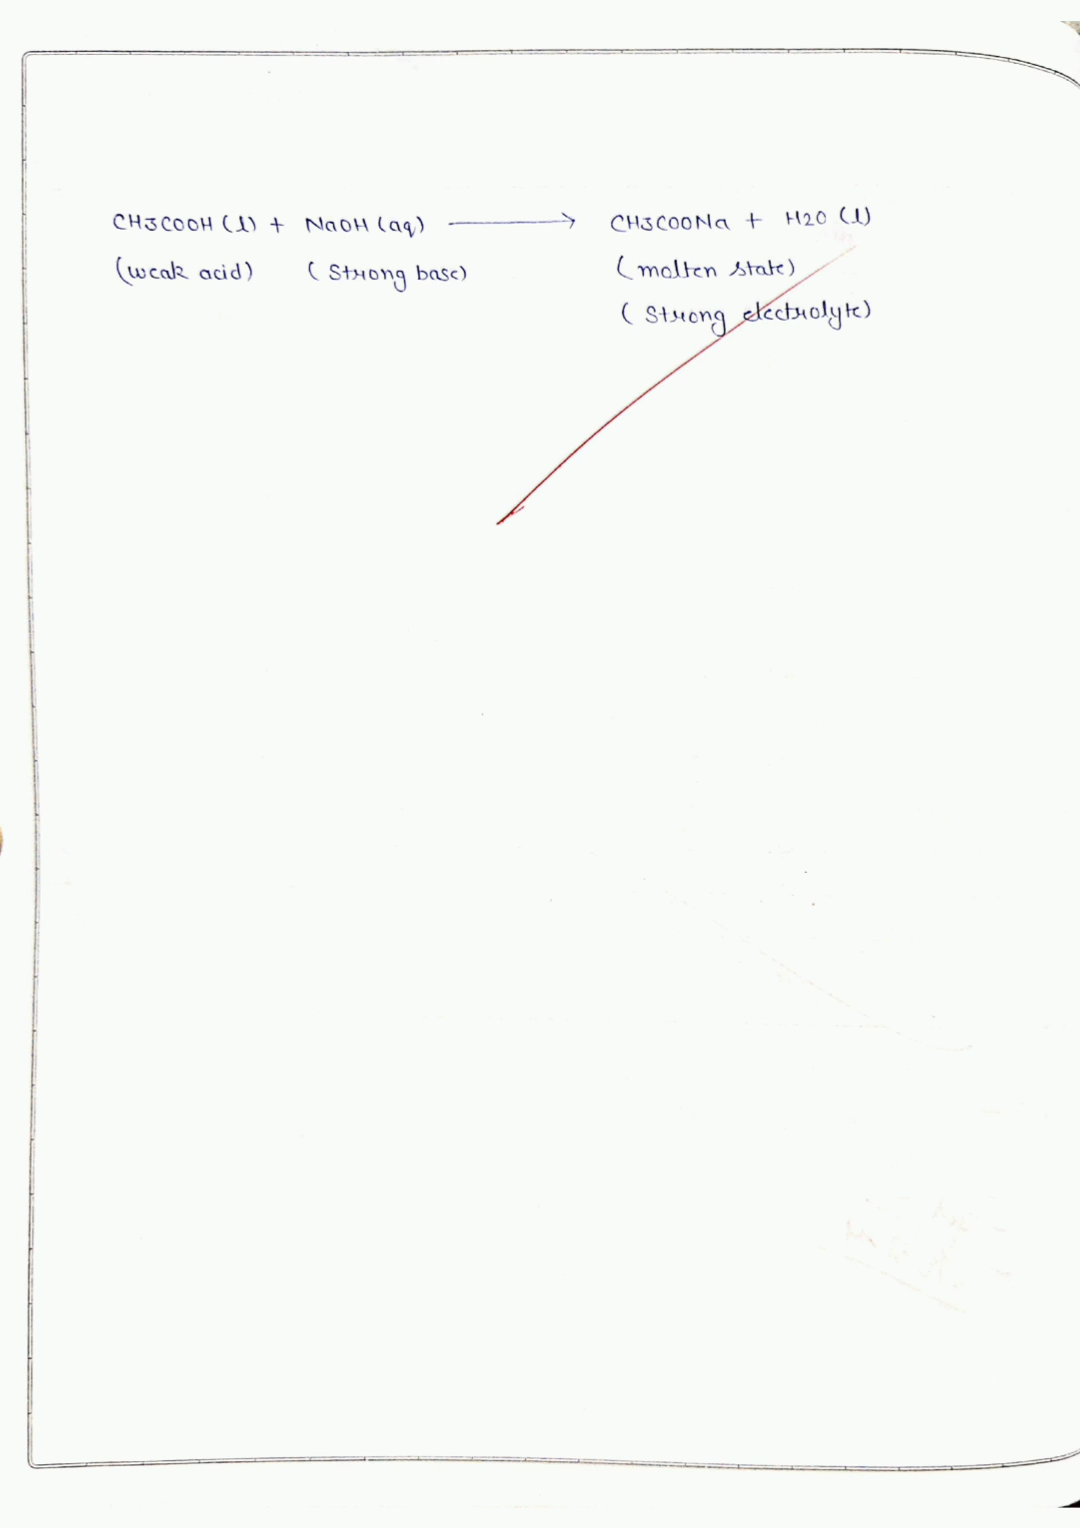 CH3COOH (l) + NaOH (aq) ⟶ CH3COONa + H2O (l)
(weak acid) (Strong base) (molten state)
(Strong electrolyte)